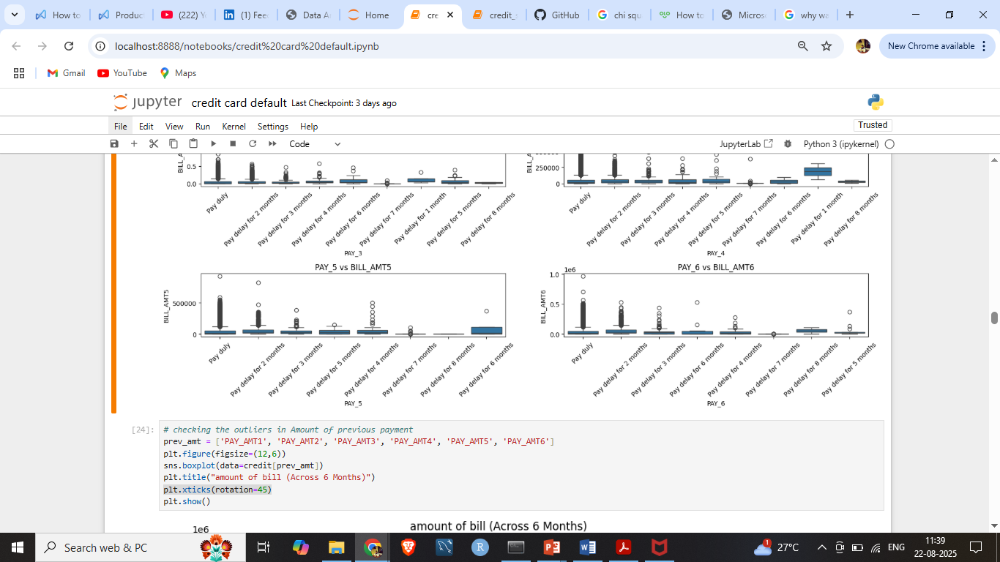 How to
Produc
(222) Y
(1) Fee
Data A
Home
cre
credit_
GitHub
chi squ
How to
Micros
why wa
localhost:8888/notebooks/credit%20card%20default.ipynb
New Chrome available
Gmail
YouTube
Maps
jupyter credit card default Last Checkpoint: 3 days ago
File Edit View Run Kernel Settings Help
Trusted
Code
JupyterLab
Python 3 (ipykernel)
BILL_A
0.5
0.0
Pay duly
Pay delay for 2 months
Pay delay for 3 months
Pay delay for 4 months
Pay delay for 6 months
Pay delay for 7 months
Pay delay for 1 month
Pay delay for 5 months
Pay delay for 8 months
PAY_3
250000
0
Pay duly
Pay delay for 2 months
Pay delay for 3 months
Pay delay for 4 months
Pay delay for 5 months
Pay delay for 7 months
Pay delay for 6 months
Pay delay for 1 month
Pay delay for 8 months
PAY_4
PAY_5 vs BILL_AMT5
BILL_AMT5
500000
0
Pay duly
Pay delay for 2 months
Pay delay for 3 months
Pay delay for 5 months
Pay delay for 4 months
Pay delay for 7 months
Pay delay for 8 months
Pay delay for 6 months
PAY_5
PAY_6 vs BILL_AMT6
1e6
BILL_AMT6
1.0
0.5
0.0
Pay duly
Pay delay for 2 months
Pay delay for 3 months
Pay delay for 6 months
Pay delay for 4 months
Pay delay for 7 months
Pay delay for 8 months
Pay delay for 5 months
PAY_6
[24]:
# checking the outliers in Amount of previous payment
prev_amt = ['PAY_AMT1', 'PAY_AMT2', 'PAY_AMT3', 'PAY_AMT4', 'PAY_AMT5', 'PAY_AMT6']
plt.figure(figsize=(12,6))
sns.boxplot(data=credit[prev_amt])
plt.title("amount of bill (Across 6 Months)")
plt.xticks(rotation=45)
plt.show()
1e6
amount of bill (Across 6 Months)
Search web & PC
1
27°C
ENG
11:39
22-08-2025